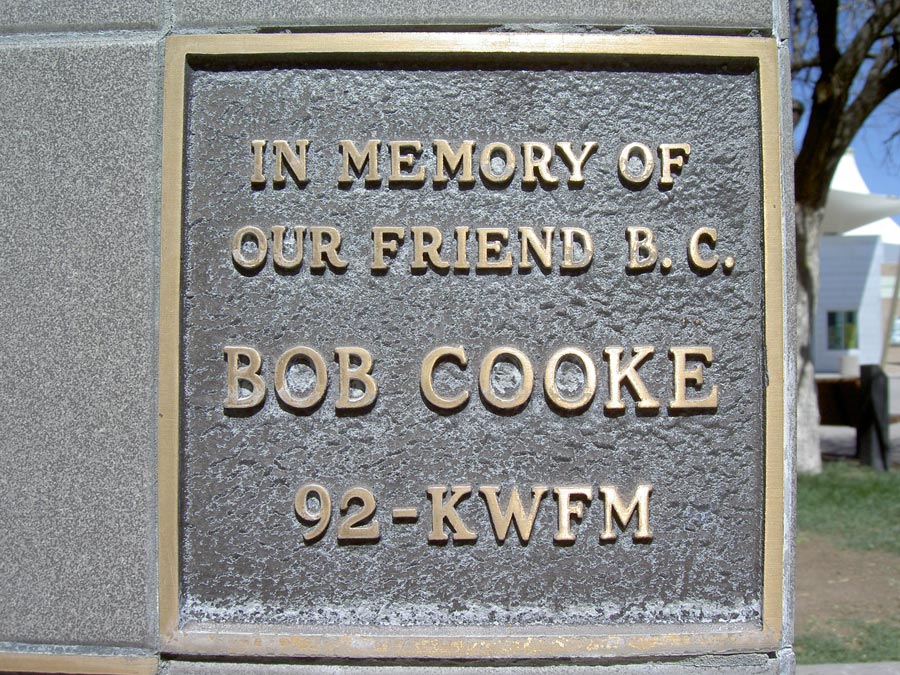 IN MEMORY OF
OUR FRIEND B.C.
BOB COOKE
92-KWFM